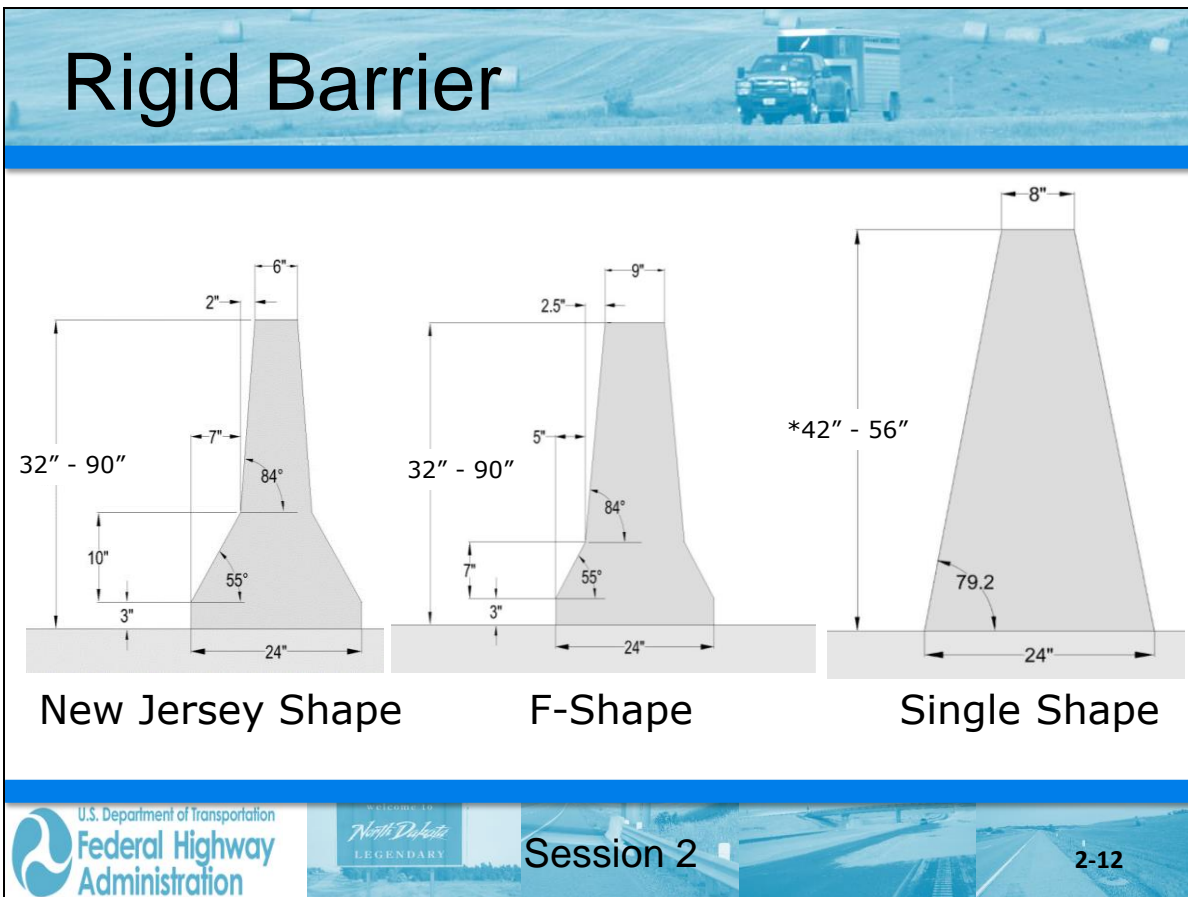 Rigid Barrier
6"
2"
7"
32" - 90"
84°
10"
55°
3"
24"
New Jersey Shape
9"
2.5"
5"
32" - 90"
84°
7"
55°
3"
24"
F-Shape
8"
*42" - 56"
79.2
24"
Single Shape
U.S. Department of Transportation
Federal Highway
Administration
welcome to
North Dakota
LEGENDARY
Session 2
2-12